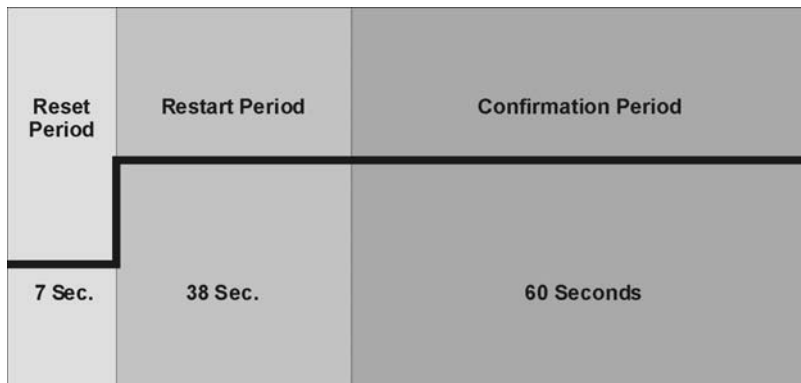 Reset
Period
Restart Period
Confirmation Period
7 Sec.
38 Sec.
60 Seconds